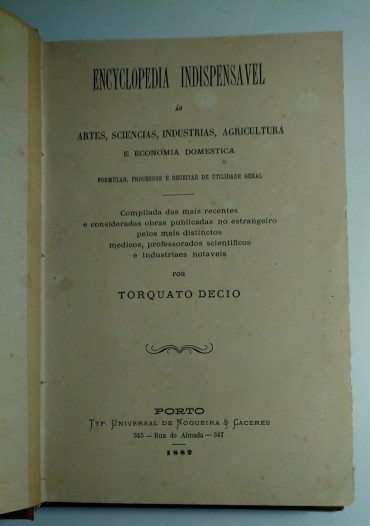 ENCYCLOPEDIA INDISPENSAVEL
ÁS
ARTES, SCIENCIAS, INDUSTRIAS, AGRICULTURA
E ECONOMIA DOMESTICA
FORMULAS, PROCESSOS E RECEITAS DE UTILIDADE GERAL
Compilada das mais recentes
e consideradas obras publicadas no estrangeiro
pelos mais distinctos
medicos, professorados scientificos
e industriaes notaveis
POR
TORQUATO DECIO
PORTO
TYP. UNIVERSAL DE NOGUEIRA & CACERES
345 — Rua do Almada — 347
1882